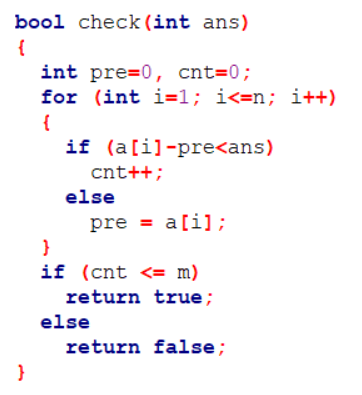 bool check(int ans)
{
  int pre=0, cnt=0;
  for (int i=1; i<=n; i++)
  {
    if (a[i]-pre<ans)
      cnt++;
    else
      pre = a[i];
  }
  if (cnt <= m)
    return true;
  else
    return false;
}